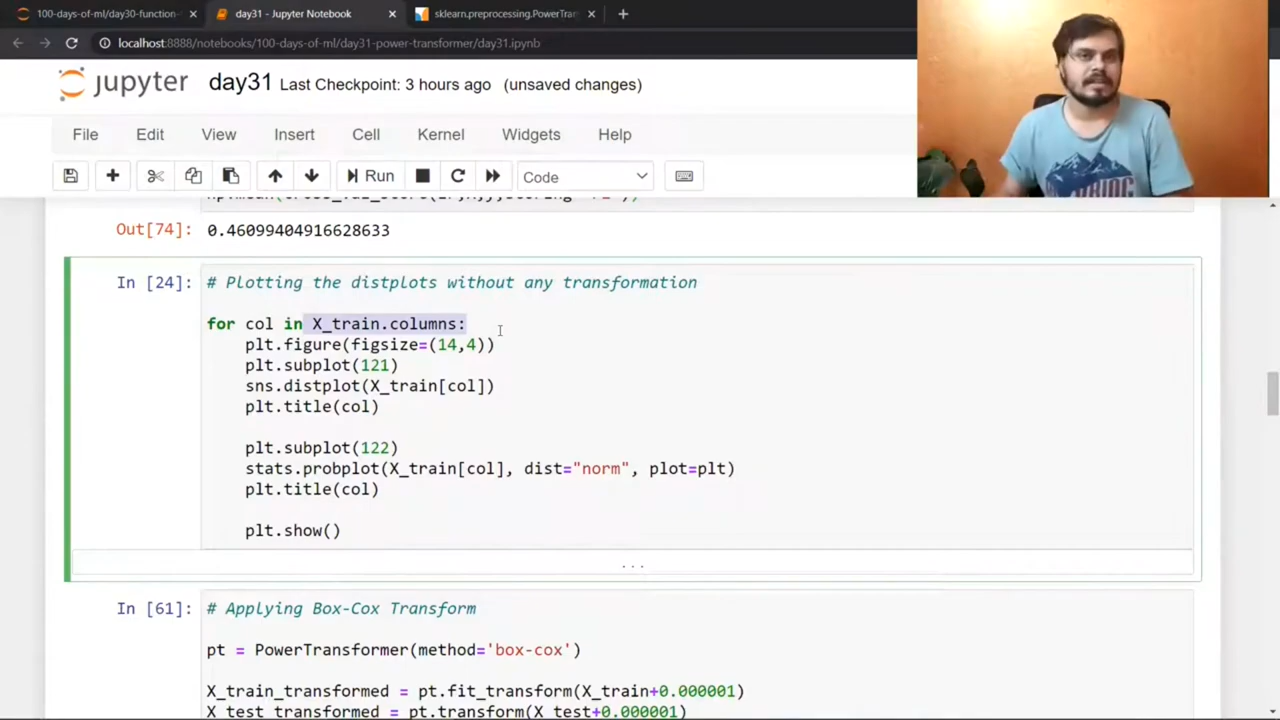 100-days-of-ml/day30-function-
day31 - Jupyter Notebook
sklearn.preprocessing.PowerTran
localhost:8888/notebooks/100-days-of-ml/day31-power-transformer/day31.ipynb
jupyter day31 Last Checkpoint: 3 hours ago (unsaved changes)
File Edit View Insert Cell Kernel Widgets Help
Run Code
Out[74]: 0.46099404916628633
In [24]: # Plotting the distplots without any transformation
for col in X_train.columns:
plt.figure(figsize=(14,4))
plt.subplot(121)
sns.distplot(X_train[col])
plt.title(col)
plt.subplot(122)
stats.probplot(X_train[col], dist="norm", plot=plt)
plt.title(col)
plt.show()
...
In [61]: # Applying Box-Cox Transform
pt = PowerTransformer(method='box-cox')
X_train_transformed = pt.fit_transform(X_train+0.000001)
X_test_transformed = pt.transform(X_test+0.000001)